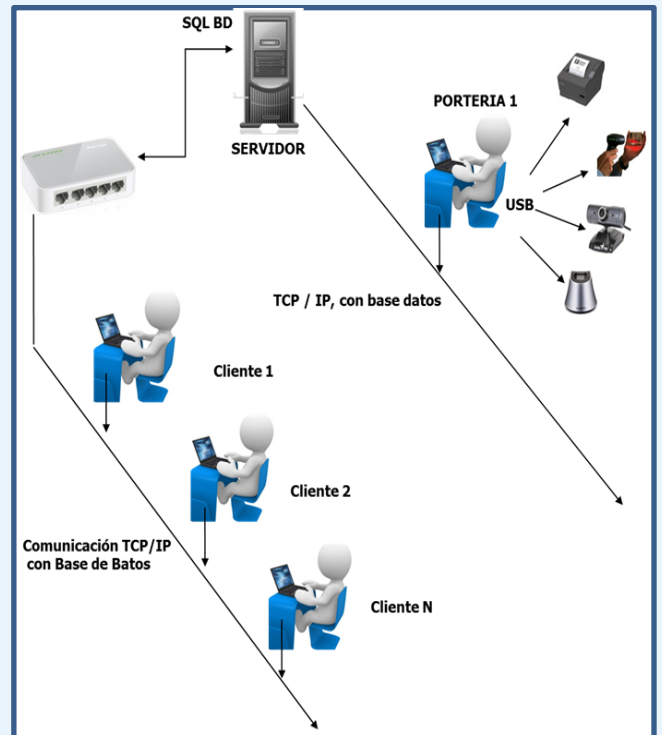 SQL BD
SERVIDOR
PORTERIA 1
USB
TCP / IP, con base datos
Cliente 1
Cliente 2
Comunicación TCP/IP
con Base de Batos
Cliente N